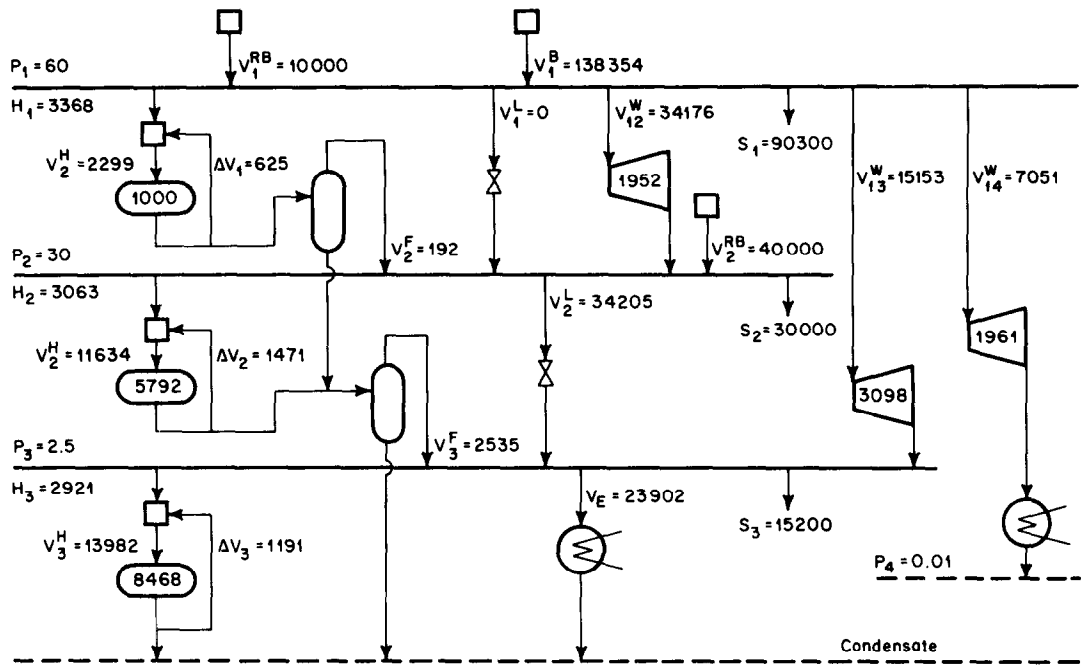 P₁ = 60
V₁ᴿᴮ = 10000
V₁ᴮ = 138354
H₁ = 3368
V₂ᴴ = 2299
ΔV₁ = 625
1000
V₁ᴸ = 0
V₁₂ᵂ = 34176
1952
S₁ = 90300
V₁₃ᵂ = 15153
V₁₄ᵂ = 7051
P₂ = 30
V₂ᶠ = 192
V₂ᴿᴮ = 40000
H₂ = 3063
V₂ᴴ = 11634
ΔV₂ = 1471
5792
V₂ᴸ = 34205
S₂ = 30000
1961
3098
P₃ = 2.5
V₃ᶠ = 2535
H₃ = 2921
V₃ᴴ = 13982
ΔV₃ = 1191
8468
V_E = 23902
S₃ = 15200
P₄ = 0.01
Condensate